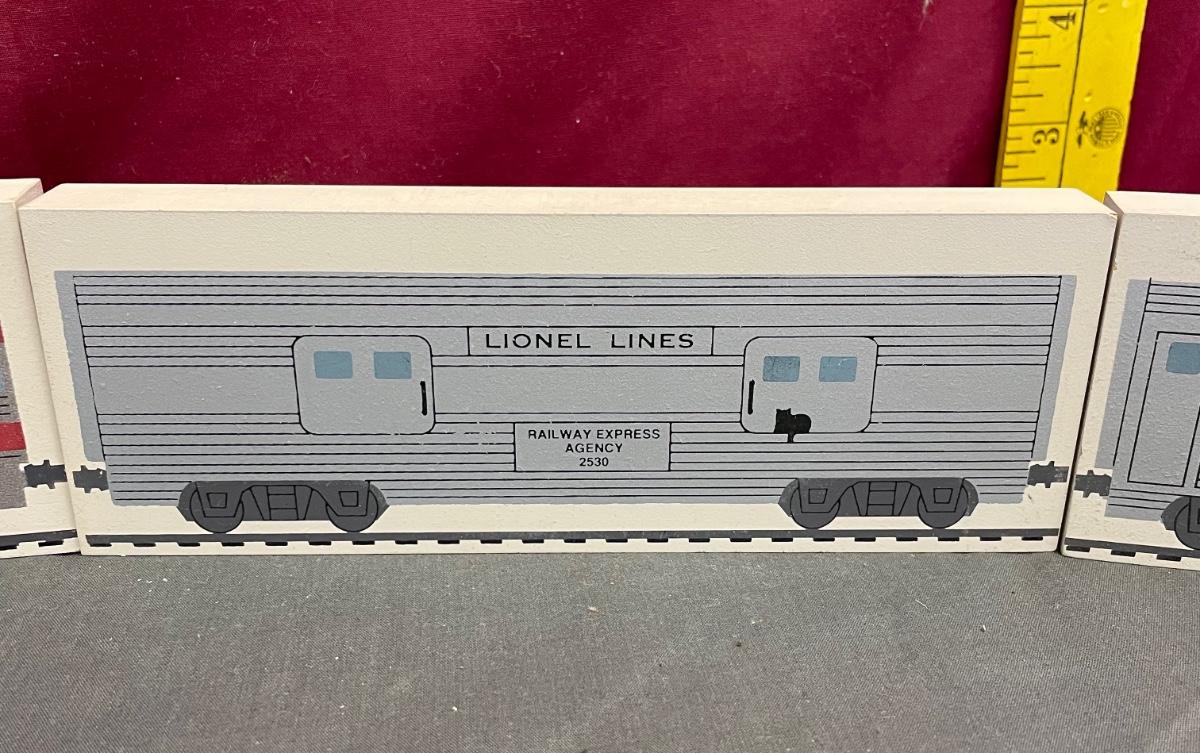 LIONEL LINES
RAILWAY EXPRESS
AGENCY
2530
4
3